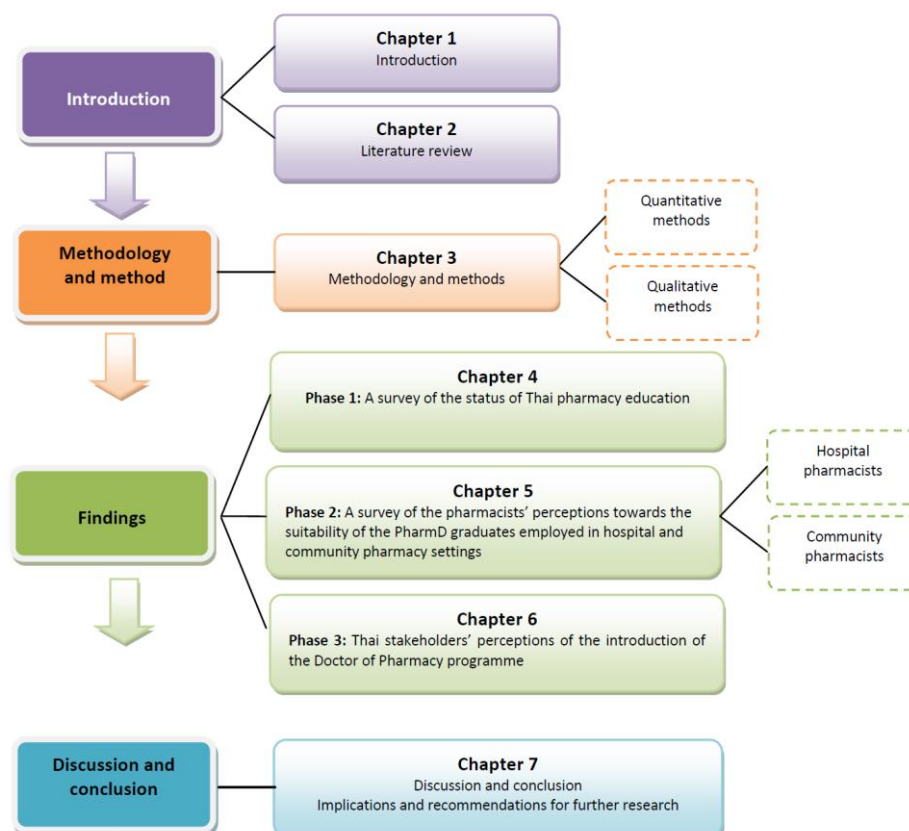 Introduction
Chapter 1
Introduction
Chapter 2
Literature review
Methodology
and method
Chapter 3
Methodology and methods
Quantitative
methods
Qualitative
methods
Findings
Chapter 4
Phase 1: A survey of the status of Thai pharmacy education
Chapter 5
Phase 2: A survey of the pharmacists’ perceptions towards the
suitability of the PharmD graduates employed in hospital and
community pharmacy settings
Hospital
pharmacists
Community
pharmacists
Chapter 6
Phase 3: Thai stakeholders’ perceptions of the introduction of
the Doctor of Pharmacy programme
Discussion and
conclusion
Chapter 7
Discussion and conclusion
Implications and recommendations for further research